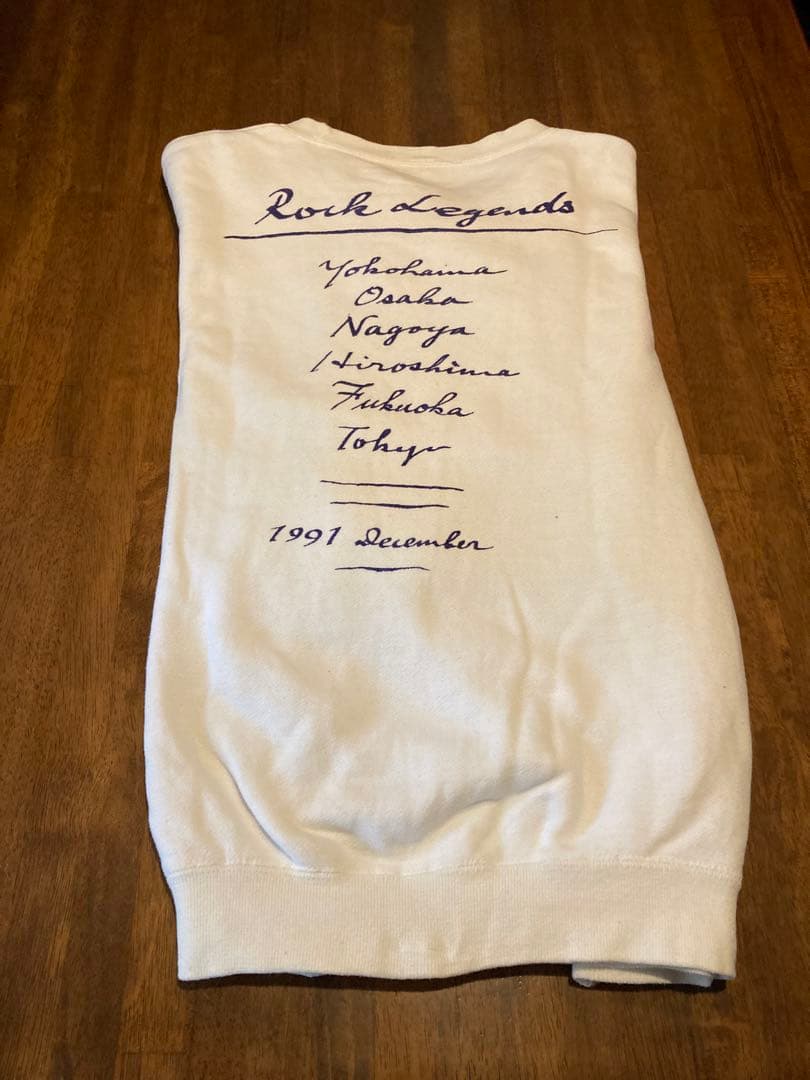 Rock Legends
Yokohama
Osaka
Nagoya
Hiroshima
Fukuoka
Tokyo
1991 December